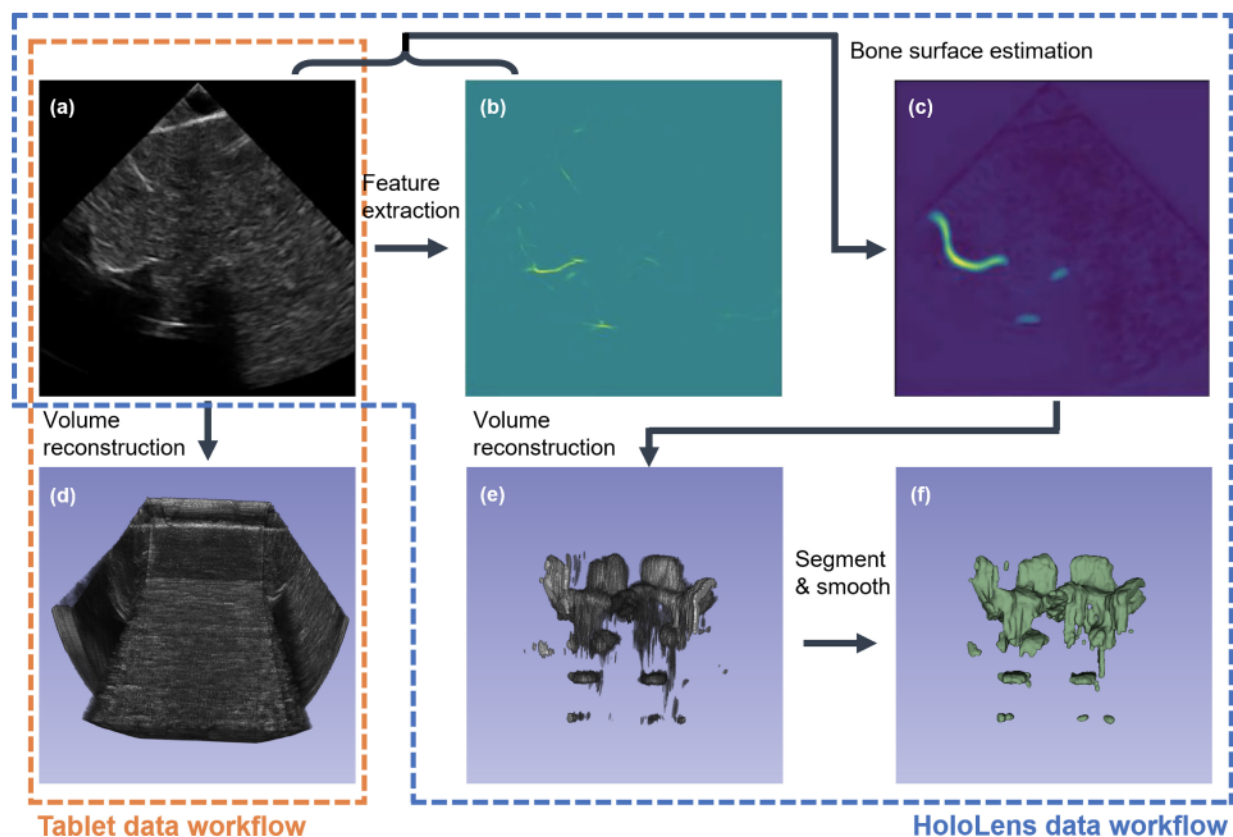 Bone surface estimation
(a)
(b)
(c)
Feature
extraction
Volume
reconstruction
Volume
reconstruction
(d)
(e)
(f)
Segment
& smooth
Tablet data workflow
HoloLens data workflow